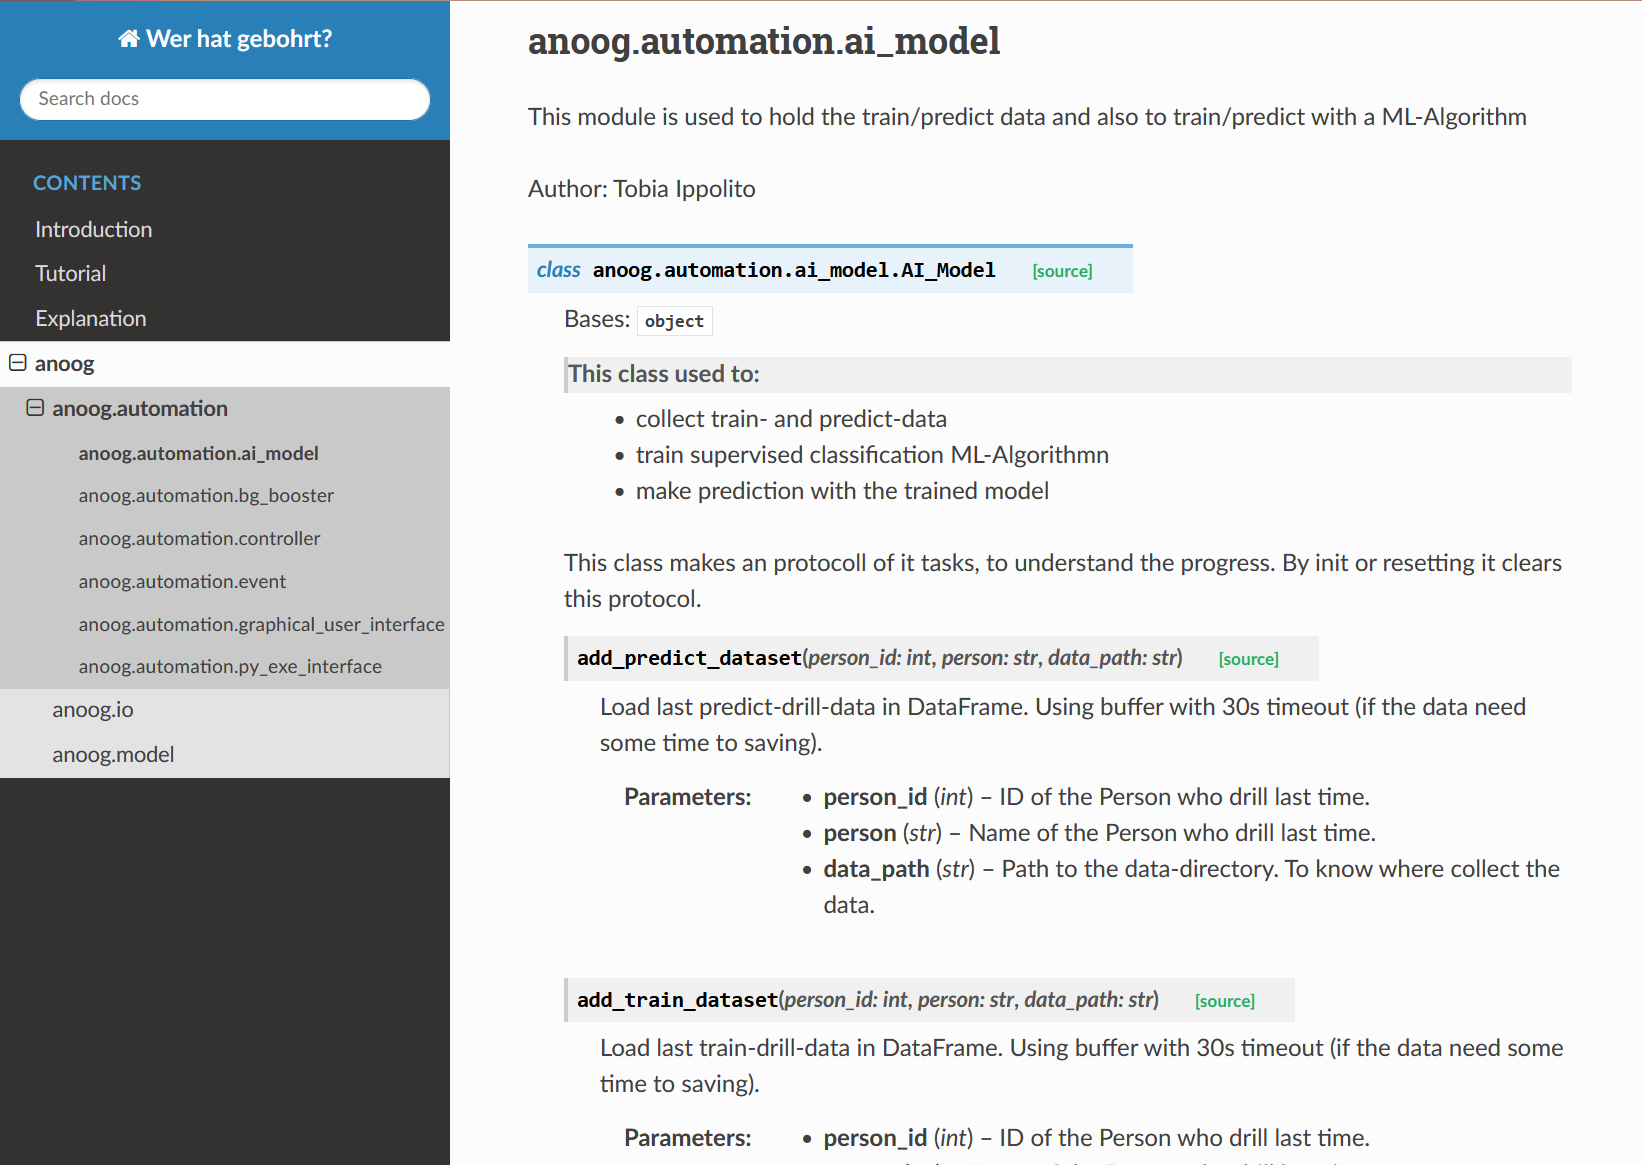 Wer hat gebohrt?
Search docs
CONTENTS
Introduction
Tutorial
Explanation
anoog
anoog.automation
anoog.automation.ai_model
anoog.automation.bg_booster
anoog.automation.controller
anoog.automation.event
anoog.automation.graphical_user_interface
anoog.automation.py_exe_interface
anoog.io
anoog.model
anoog.automation.ai_model
This module is used to hold the train/predict data and also to train/predict with a ML-Algorithm
Author: Tobia Ippolito
class anoog.automation.ai_model.AI_Model [source]
Bases: object
This class used to:
• collect train- and predict-data
• train supervised classification ML-Algorithmn
• make prediction with the trained model
This class makes an protocoll of it tasks, to understand the progress. By init or resetting it clears
this protocol.
add_predict_dataset(person_id: int, person: str, data_path: str) [source]
Load last predict-drill-data in DataFrame. Using buffer with 30s timeout (if the data need
some time to saving).
Parameters: • person_id (int) – ID of the Person who drill last time.
• person (str) – Name of the Person who drill last time.
• data_path (str) – Path to the data-directory. To know where collect the
data.
add_train_dataset(person_id: int, person: str, data_path: str) [source]
Load last train-drill-data in DataFrame. Using buffer with 30s timeout (if the data need some
time to saving).
Parameters: • person_id (int) – ID of the Person who drill last time.